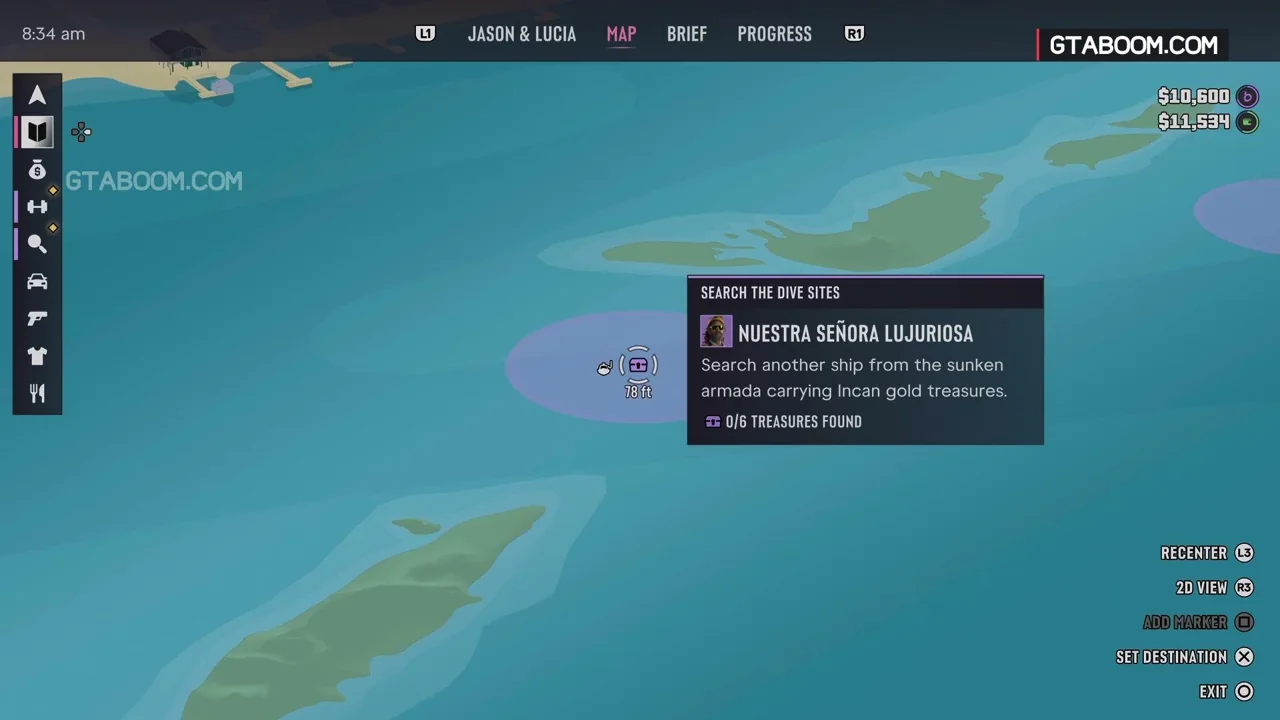 8:34 am
L1 JASON & LUCIA MAP BRIEF PROGRESS R1
GTABOOM.COM
$10,600
$11,534
GTABOOM.COM
SEARCH THE DIVE SITES
NUESTRA SEÑORA LUJURIOSA
Search another ship from the sunken
armada carrying Incan gold treasures.
0/6 TREASURES FOUND
78 ft
RECENTER L3
2D VIEW R3
ADD MARKER
SET DESTINATION
EXIT